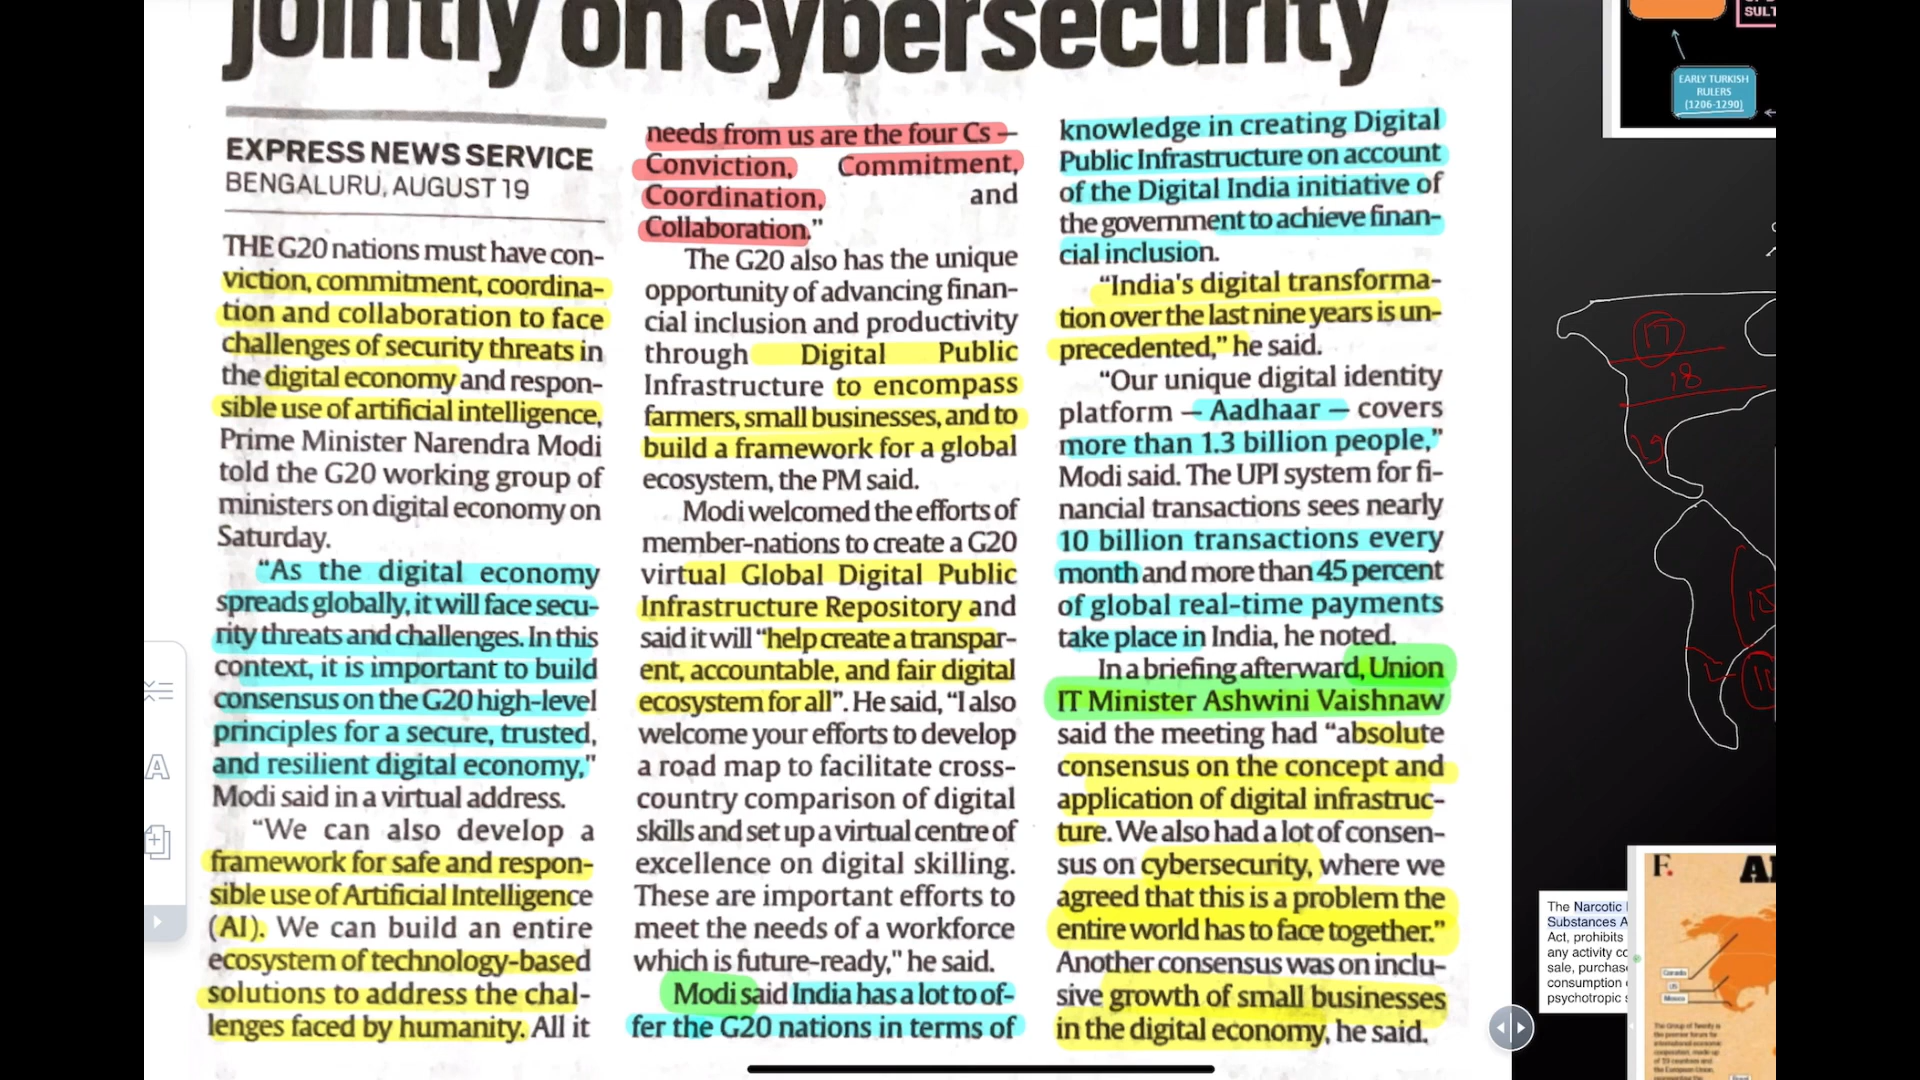 jointly on cybersecurity
EXPRESS NEWS SERVICE
BENGALURU, AUGUST 19
THE G20 nations must have con-
viction, commitment, coordina-
tion and collaboration to face
challenges of security threats in
the digital economy and respon-
sible use of artificial intelligence,
Prime Minister Narendra Modi
told the G20 working group of
ministers on digital economy on
Saturday.
“As the digital economy
spreads globally, it will face secu-
rity threats and challenges. In this
context, it is important to build
consensus on the G20 high-level
principles for a secure, trusted,
and resilient digital economy,”
Modi said in a virtual address.
“We can also develop a
framework for safe and respon-
sible use of Artificial Intelligence
(AI). We can build an entire
ecosystem of technology-based
solutions to address the chal-
lenges faced by humanity. All it
needs from us are the four Cs —
Conviction, Commitment,
Coordination, and
Collaboration.”
The G20 also has the unique
opportunity of advancing finan-
cial inclusion and productivity
through Digital Public
Infrastructure to encompass
farmers, small businesses, and to
build a framework for a global
ecosystem, the PM said.
Modi welcomed the efforts of
member-nations to create a G20
virtual Global Digital Public
Infrastructure Repository and
said it will “help create a transpar-
ent, accountable, and fair digital
ecosystem for all”. He said, “I also
welcome your efforts to develop
a road map to facilitate cross-
country comparison of digital
skills and set up a virtual centre of
excellence on digital skilling.
These are important efforts to
meet the needs of a workforce
which is future-ready,” he said.
Modi said India has a lot to of-
fer the G20 nations in terms of
knowledge in creating Digital
Public Infrastructure on account
of the Digital India initiative of
the government to achieve finan-
cial inclusion.
“India's digital transforma-
tion over the last nine years is un-
precedented,” he said.
“Our unique digital identity
platform — Aadhaar — covers
more than 1.3 billion people,”
Modi said. The UPI system for fi-
nancial transactions sees nearly
10 billion transactions every
month and more than 45 percent
of global real-time payments
take place in India, he noted.
In a briefing afterward, Union
IT Minister Ashwini Vaishnaw
said the meeting had “absolute
consensus on the concept and
application of digital infrastruc-
ture. We also had a lot of consen-
sus on cybersecurity, where we
agreed that this is a problem the
entire world has to face together.”
Another consensus was on inclu-
sive growth of small businesses
in the digital economy, he said.
A
SULT
EARLY TURKISH
RULERS
(1206-1290)
17
18
19
The Narcotic
Substances A
Act, prohibits
any activity co
sale, purchas
consumption
psychotropic s
F.
Canada
US
Mexico